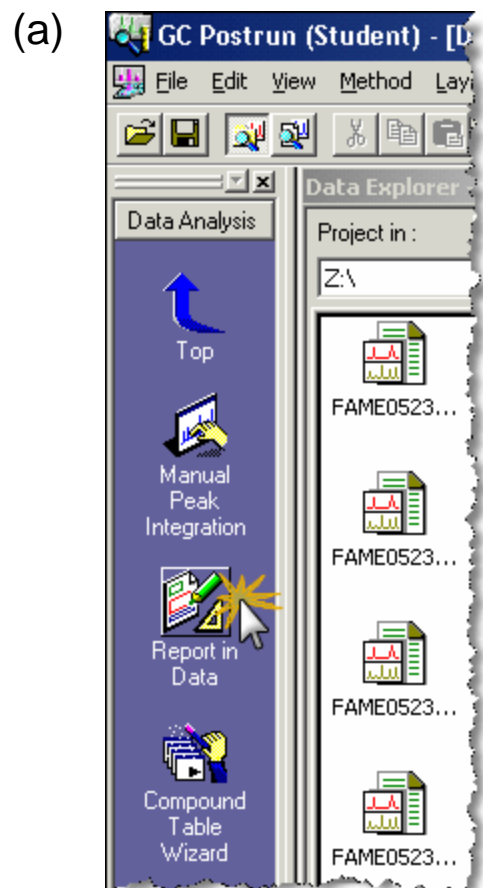 (a)
GC Postrun (Student) - [D
File Edit View Method Lay
Data Analysis
Top
Manual
Peak
Integration
Report in
Data
Compound
Table
Wizard
Data Explorer -
Project in :
Z:\
FAME0523...
FAME0523...
FAME0523...
FAME0523...